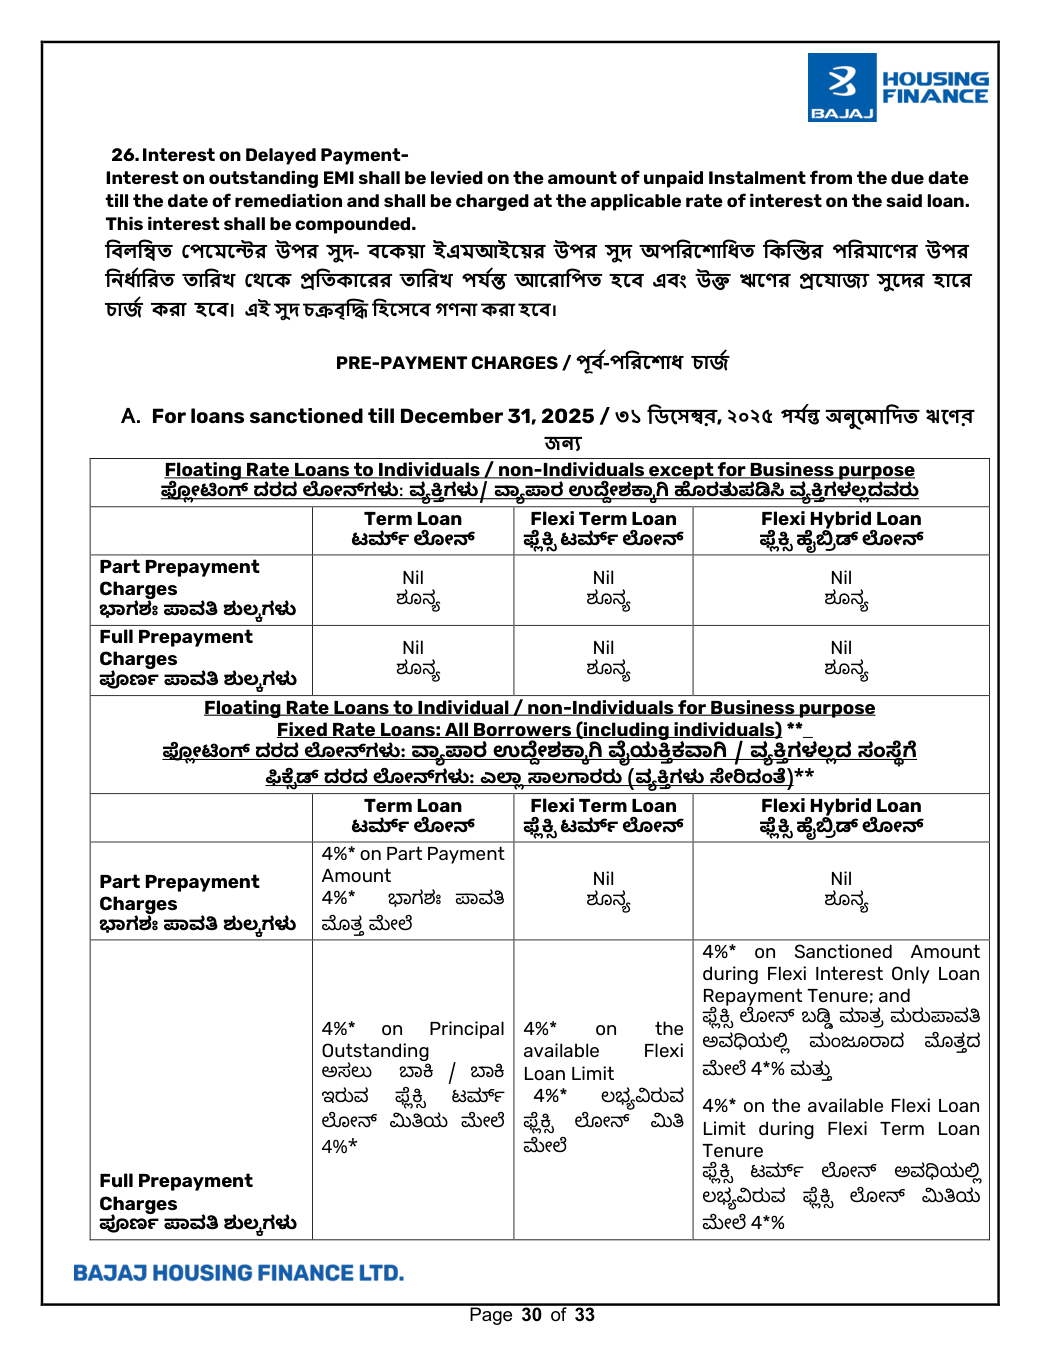 BAJAJ
HOUSING
FINANCE
26. Interest on Delayed Payment-
Interest on outstanding EMI shall be levied on the amount of unpaid Instalment from the due date
till the date of remediation and shall be charged at the applicable rate of interest on the said loan.
This interest shall be compounded.
বিলম্বিত পেমেন্টের উপর সুদ- বকেয়া ইএমআইয়ের উপর সুদ অপরিশোধিত কিস্তির পরিমাণের উপর
নির্ধারিত তারিখ থেকে প্রতিকারের তারিখ পর্যন্ত আরোপিত হবে এবং উক্ত ঋণের প্রযোজ্য সুদের হারে
চার্জ করা হবে। এই সুদ চক্রবৃদ্ধি হিসেবে গণনা করা হবে।
PRE-PAYMENT CHARGES / পূর্ব-পরিশোধ চার্জ
A. For loans sanctioned till December 31, 2025 / ৩১ ডিসেম্বর, ২০২৫ পর্যন্ত অনুমোদিত ঋণের
জন্য
Floating Rate Loans to Individuals / non-Individuals except for Business purpose
ಫ್ಲೋಟಿಂಗ್ ದರದ ಲೋನ್‌ಗಳು: ವ್ಯಕ್ತಿಗಳು/ ವ್ಯಾಪಾರ ಉದ್ದೇಶಕ್ಕಾಗಿ ಹೊರತುಪಡಿಸಿ ವ್ಯಕ್ತಿಗಳಲ್ಲದವರು
Term Loan
ಟರ್ಮ್ ಲೋನ್
Flexi Term Loan
ಫ್ಲೆಕ್ಸಿ ಟರ್ಮ್ ಲೋನ್
Flexi Hybrid Loan
ಫ್ಲೆಕ್ಸಿ ಹೈಬ್ರಿಡ್ ಲೋನ್
Part Prepayment
Charges
ಭಾಗಶಃ ಪಾವತಿ ಶುಲ್ಕಗಳು
Nil
ಶೂನ್ಯ
Nil
ಶೂನ್ಯ
Nil
ಶೂನ್ಯ
Full Prepayment
Charges
ಪೂರ್ಣ ಪಾವತಿ ಶುಲ್ಕಗಳು
Nil
ಶೂನ್ಯ
Nil
ಶೂನ್ಯ
Nil
ಶೂನ್ಯ
Floating Rate Loans to Individual / non-Individuals for Business purpose
Fixed Rate Loans: All Borrowers (including individuals) **
ಫ್ಲೋಟಿಂಗ್ ದರದ ಲೋನ್‌ಗಳು: ವ್ಯಾಪಾರ ಉದ್ದೇಶಕ್ಕಾಗಿ ವೈಯಕ್ತಿಕವಾಗಿ / ವ್ಯಕ್ತಿಗಳಲ್ಲದ ಸಂಸ್ಥೆಗೆ
ಫಿಕ್ಸೆಡ್ ದರದ ಲೋನ್‌ಗಳು: ಎಲ್ಲಾ ಸಾಲಗಾರರು (ವ್ಯಕ್ತಿಗಳು ಸೇರಿದಂತೆ)**
Term Loan
ಟರ್ಮ್ ಲೋನ್
Flexi Term Loan
ಫ್ಲೆಕ್ಸಿ ಟರ್ಮ್ ಲೋನ್
Flexi Hybrid Loan
ಫ್ಲೆಕ್ಸಿ ಹೈಬ್ರಿಡ್ ಲೋನ್
Part Prepayment
Charges
ಭಾಗಶಃ ಪಾವತಿ ಶುಲ್ಕಗಳು
4%* on Part Payment
Amount
4%* ಭಾಗಶಃ ಪಾವತಿ
ಮೊತ್ತ ಮೇಲೆ
Nil
ಶೂನ್ಯ
Nil
ಶೂನ್ಯ
Full Prepayment
Charges
ಪೂರ್ಣ ಪಾವತಿ ಶುಲ್ಕಗಳು
4%* on Principal
Outstanding
ಅಸಲು ಬಾಕಿ / ಬಾಕಿ
ಇರುವ ಫ್ಲೆಕ್ಸಿ ಟರ್ಮ್
ಲೋನ್ ಮಿತಿಯ ಮೇಲೆ
4%*
4%* on the
available Flexi
Loan Limit
4%* ಲಭ್ಯವಿರುವ
ಫ್ಲೆಕ್ಸಿ ಲೋನ್ ಮಿತಿ
ಮೇಲೆ
4%* on Sanctioned Amount
during Flexi Interest Only Loan
Repayment Tenure; and
ಫ್ಲೆಕ್ಸಿ ಲೋನ್ ಬಡ್ಡಿ ಮಾತ್ರ ಮರುಪಾವತಿ
ಅವಧಿಯಲ್ಲಿ ಮಂಜೂರಾದ ಮೊತ್ತದ
ಮೇಲೆ 4*% ಮತ್ತು
4%* on the available Flexi Loan
Limit during Flexi Term Loan
Tenure
ಫ್ಲೆಕ್ಸಿ ಟರ್ಮ್ ಲೋನ್ ಅವಧಿಯಲ್ಲಿ
ಲಭ್ಯವಿರುವ ಫ್ಲೆಕ್ಸಿ ಲೋನ್ ಮಿತಿಯ
ಮೇಲೆ 4*%
BAJAJ HOUSING FINANCE LTD.
Page 30 of 33